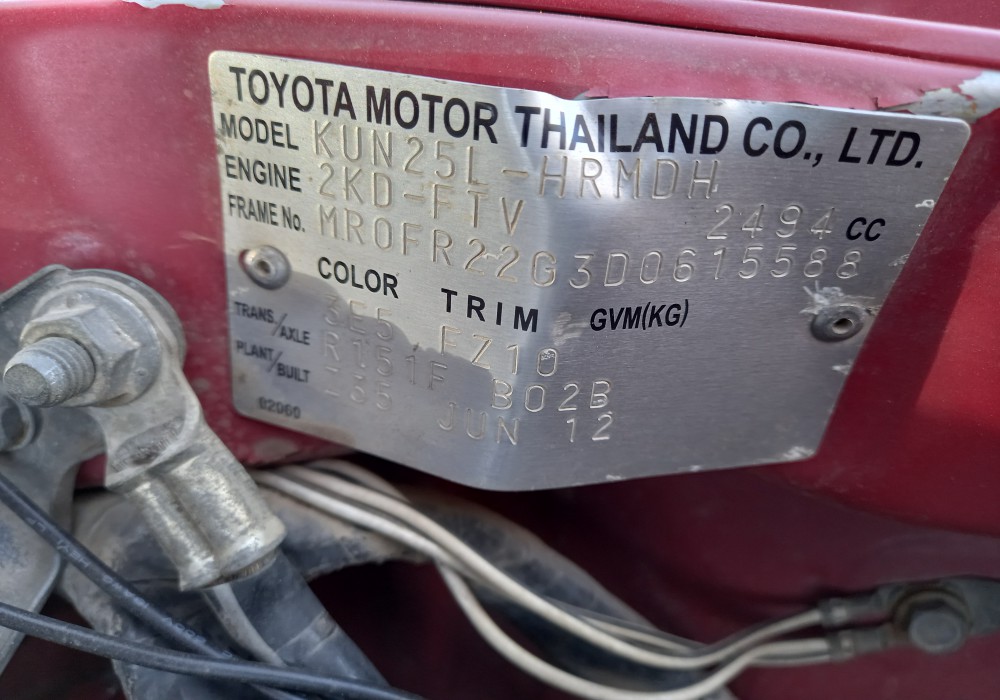 TOYOTA MOTOR THAILAND CO., LTD.
MODEL KUN25L-HRMDH
ENGINE 2KD-FTV 2494 CC
FRAME No. MR0FR22G3D0615588
COLOR TRIM GVM(KG)
3E5 FZ10
TRANS./AXLE R151F B02B
PLANT/BUILT -35 JUN 12
82060